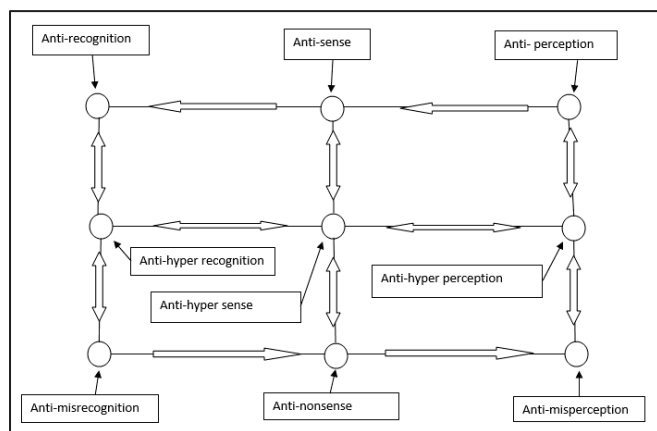 Anti-recognition
Anti-sense
Anti- perception
Anti-hyper recognition
Anti-hyper perception
Anti-hyper sense
Anti-misrecognition
Anti-nonsense
Anti-misperception